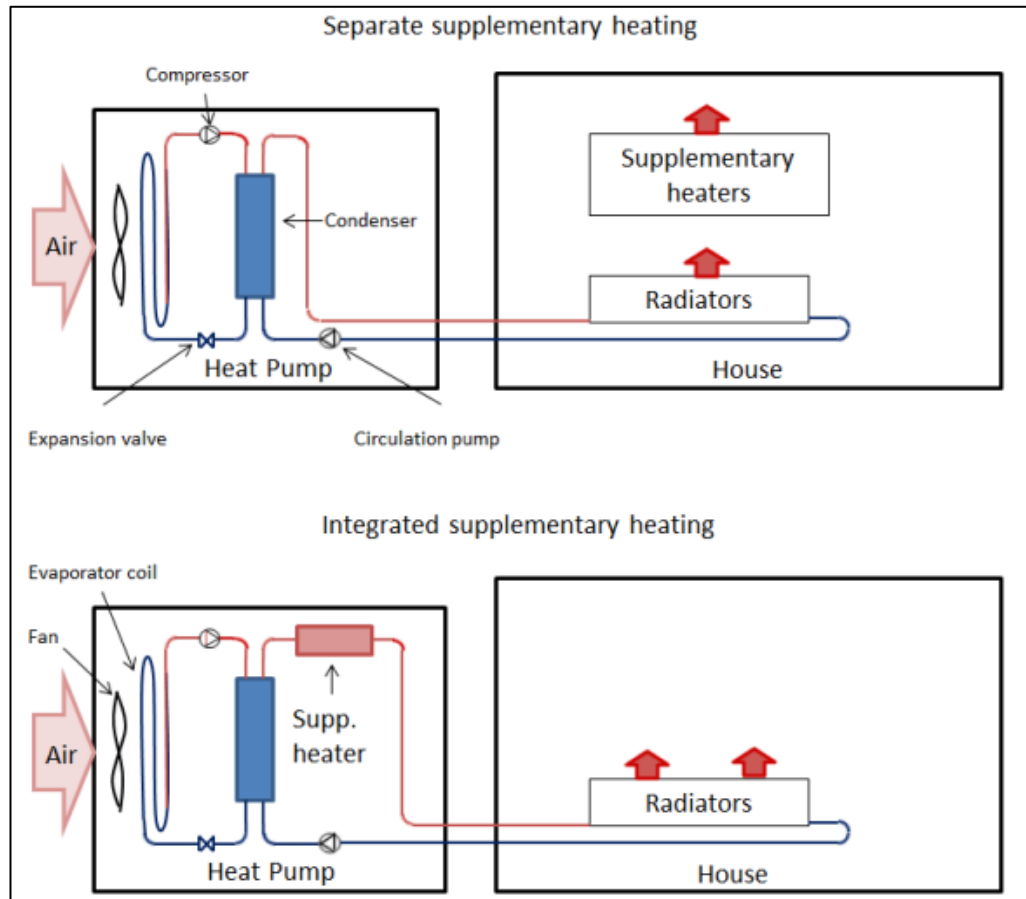 Separate supplementary heating
Compressor
Supplementary
heaters
Condenser
Air
Radiators
Heat Pump
House
Expansion valve
Circulation pump
Integrated supplementary heating
Evaporator coil
Fan
Supp.
heater
Air
Radiators
Heat Pump
House